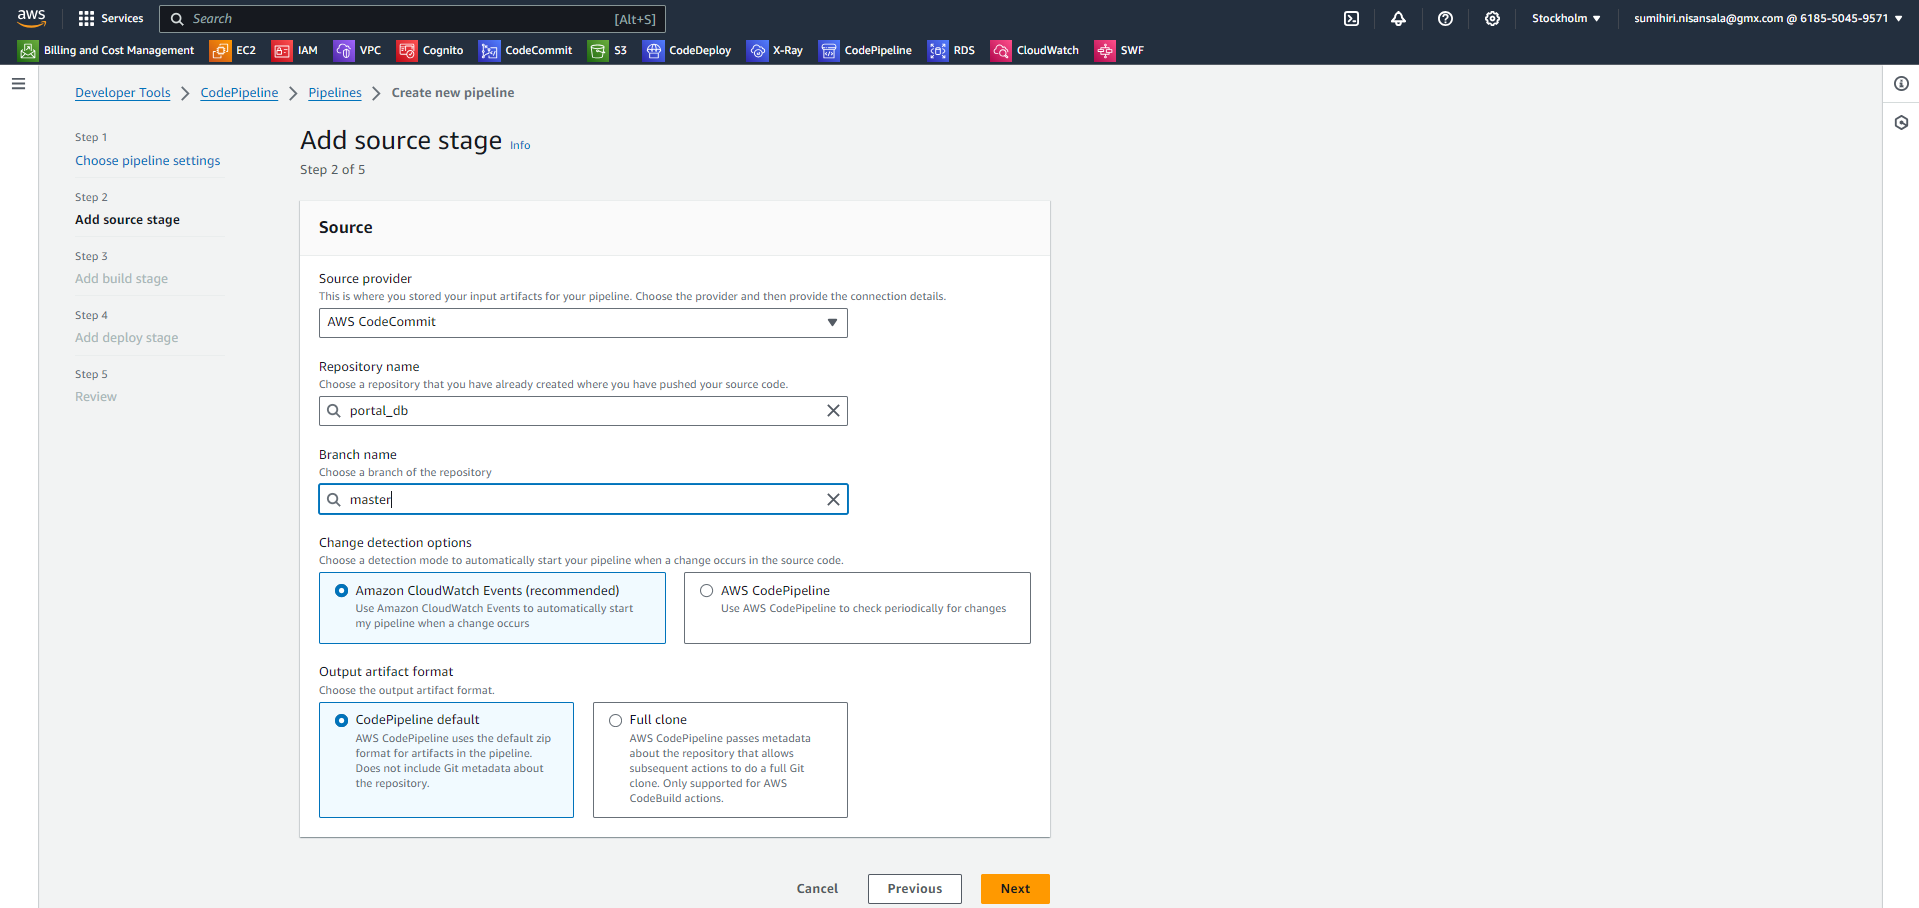 aws
Services
Search
[Alt+S]
Stockholm
sumihiri.nisansala@gmx.com @ 6185-5045-9571
Billing and Cost Management
EC2
IAM
VPC
Cognito
CodeCommit
S3
CodeDeploy
X-Ray
CodePipeline
RDS
CloudWatch
SWF
Developer Tools
CodePipeline
Pipelines
Create new pipeline
Step 1
Choose pipeline settings
Step 2
Add source stage
Step 3
Add build stage
Step 4
Add deploy stage
Step 5
Review
Add source stage Info
Step 2 of 5
Source
Source provider
This is where you stored your input artifacts for your pipeline. Choose the provider and then provide the connection details.
AWS CodeCommit
Repository name
Choose a repository that you have already created where you have pushed your source code.
portal_db
Branch name
Choose a branch of the repository
master
Change detection options
Choose a detection mode to automatically start your pipeline when a change occurs in the source code.
Amazon CloudWatch Events (recommended)
Use Amazon CloudWatch Events to automatically start
my pipeline when a change occurs
AWS CodePipeline
Use AWS CodePipeline to check periodically for changes
Output artifact format
Choose the output artifact format.
CodePipeline default
AWS CodePipeline uses the default zip
format for artifacts in the pipeline.
Does not include Git metadata about
the repository.
Full clone
AWS CodePipeline passes metadata
about the repository that allows
subsequent actions to do a full Git
clone. Only supported for AWS
CodeBuild actions.
Cancel
Previous
Next